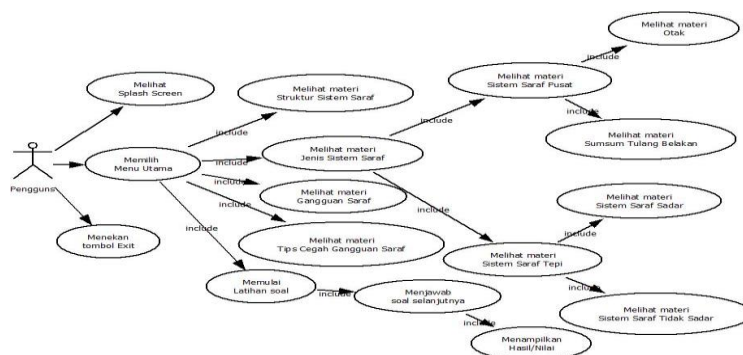 Melihat materi
Otak
include
Melihat
Splash Screen
Melihat materi
Struktur Sistem Saraf
Melihat materi
Sistem Saraf Pusat
include
include
include
Melihat materi
Sumsum Tulang Belakan
Memilih
Menu Utama
include
Melihat materi
Jenis Sistem Saraf
Pengguns
include
Melihat materi
Gangguan Saraf
include
include
Melihat materi
Sistem Saraf Sadar
Menekan
tombol Exit
include
Melihat materi
Tips Cegah Gangguan Saraf
include
Melihat materi
Sistem Saraf Tepi
Memulai
Latihan soal
include
Menjawab
soal selanjutnya
include
Melihat materi
Sistem Saraf Tidak Sadar
include
Menampilkan
Hasil/Nilai